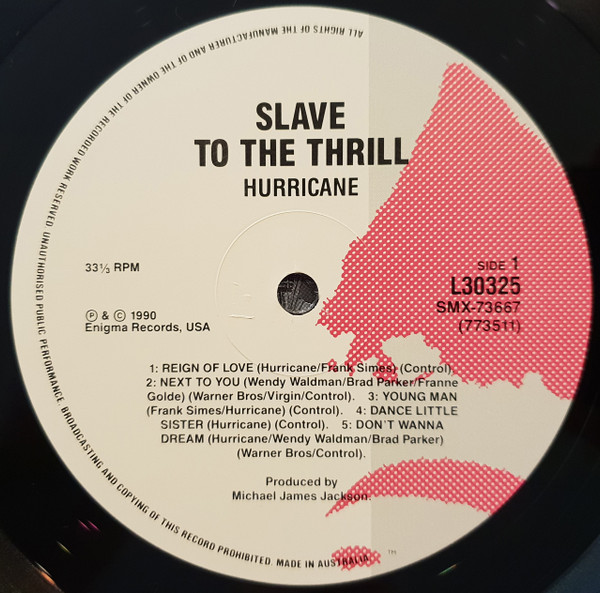 SLAVE
TO THE THRILL
HURRICANE
33⅓ RPM
Ⓟ & © 1990
Enigma Records, USA
SIDE 1
L30325
SMX-73667
(773511)
1: REIGN OF LOVE (Hurricane/Frank Simes) (Control).
2: NEXT TO YOU (Wendy Waldman/Brad Parker/Franne
Golde) (Warner Bros/Virgin/Control). 3: YOUNG MAN
(Frank Simes/Hurricane) (Control). 4: DANCE LITTLE
SISTER (Hurricane) (Control). 5: DON'T WANNA
DREAM (Hurricane/Wendy Waldman/Brad Parker)
(Warner Bros/Control).
Produced by
Michael James Jackson.
ALL RIGHTS OF THE MANUFACTURER AND OF THE OWNER OF THE RECORDED WORK RESERVED. UNAUTHORISED PUBLIC PERFORMANCE, BROADCASTING AND COPYING OF THIS RECORD PROHIBITED. MADE IN AUSTRALIA
TM